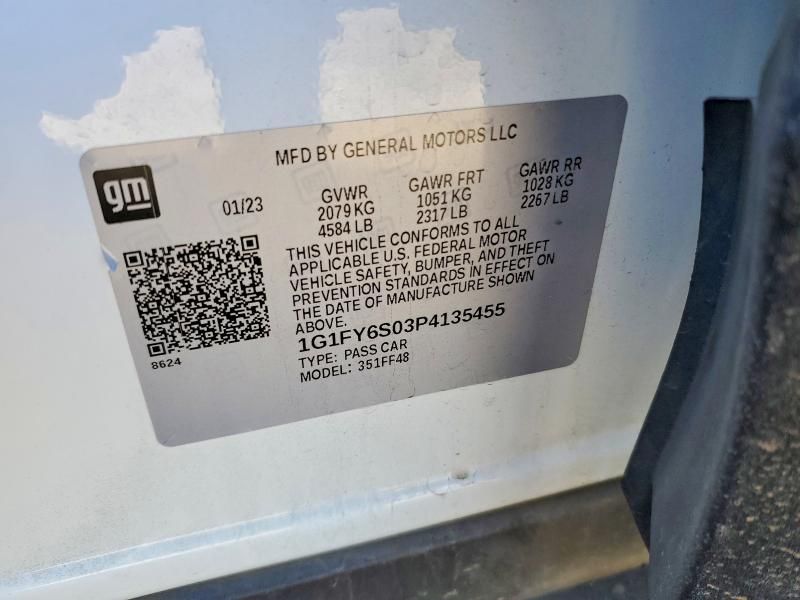 MFD BY GENERAL MOTORS LLC
gm
01/23
GVWR
2079 KG
4584 LB
GAWR FRT
1051 KG
2317 LB
GAWR RR
1028 KG
2267 LB
THIS VEHICLE CONFORMS TO ALL
APPLICABLE U.S. FEDERAL MOTOR
VEHICLE SAFETY, BUMPER, AND THEFT
PREVENTION STANDARDS IN EFFECT ON
THE DATE OF MANUFACTURE SHOWN
ABOVE.
1G1FY6S03P4135455
TYPE: PASS CAR
MODEL: 351FF48
8624